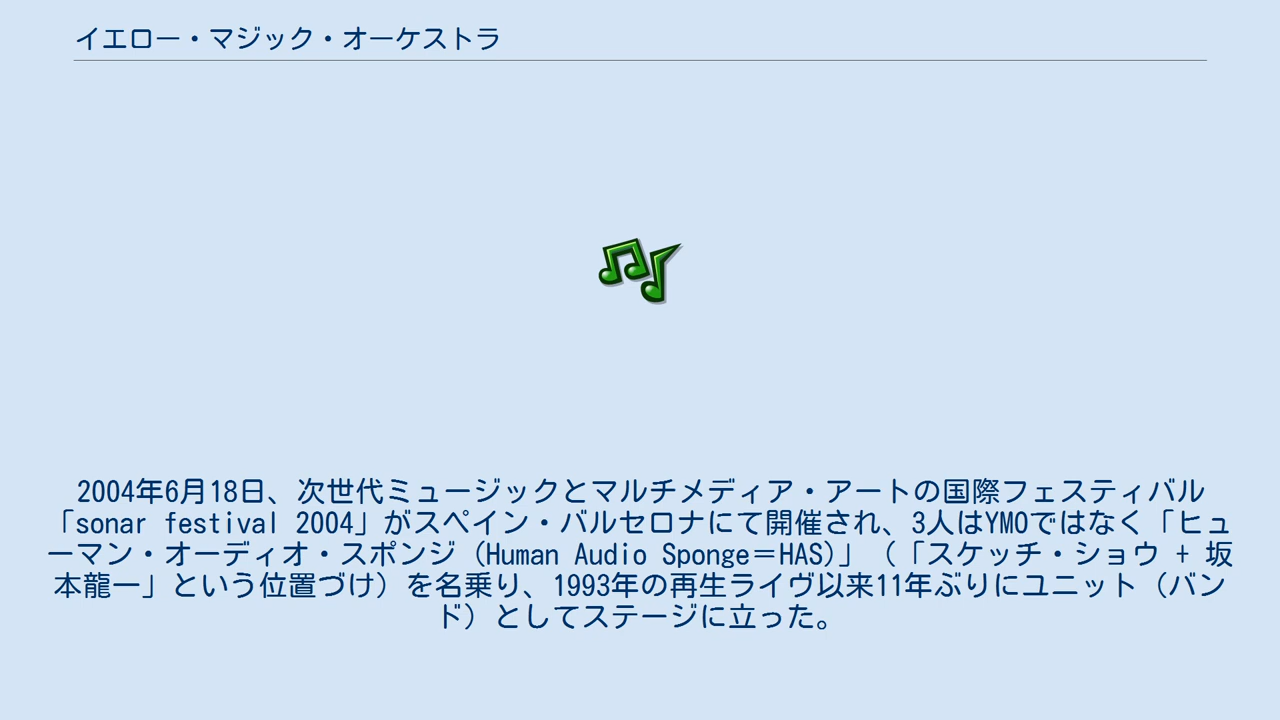 イエロー・マジック・オーケストラ
2004年6月18日、次世代ミュージックとマルチメディア・アートの国際フェスティバル
「sonar festival 2004」がスペイン・バルセロナにて開催され、3人はYMOではなく「ヒュ
ーマン・オーディオ・スポンジ（Human Audio Sponge＝HAS）」（「スケッチ・ショウ + 坂
本龍一」という位置づけ）を名乗り、1993年の再生ライヴ以来11年ぶりにユニット（バン
ド）としてステージに立った。